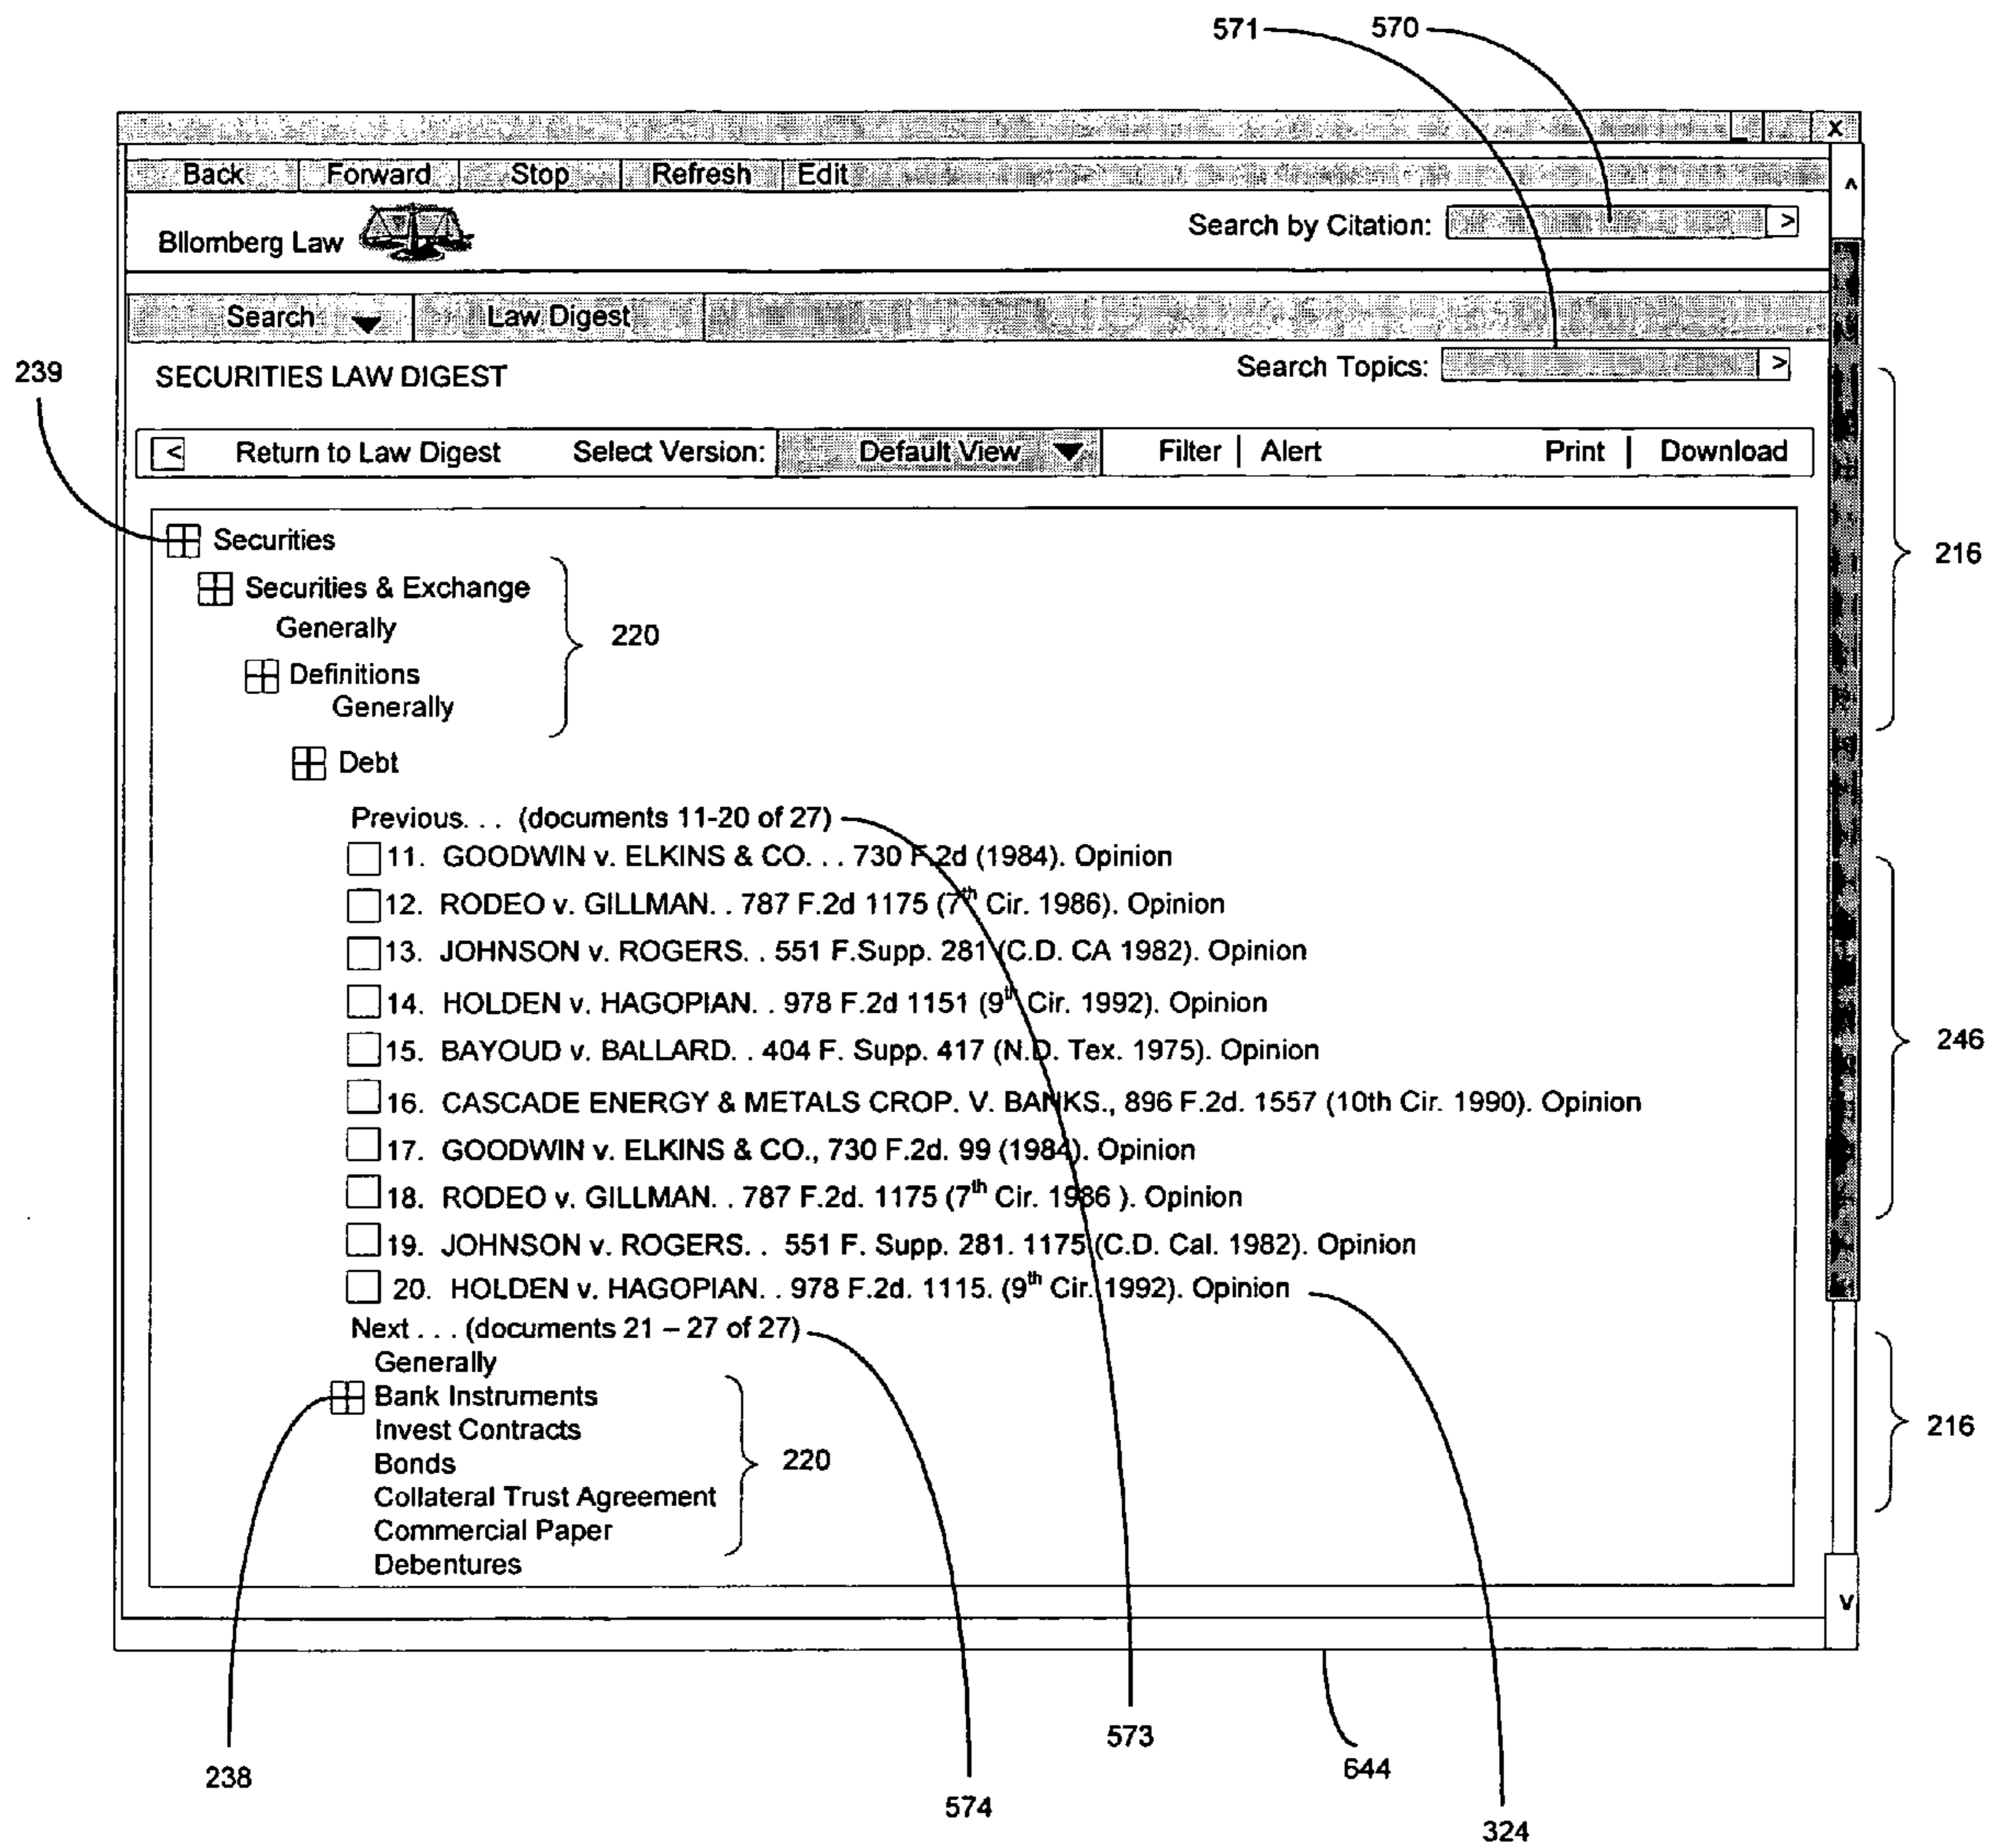 571 570
X
Back Forward Stop Refresh Edit
^
Bllomberg Law Search by Citation: >
Search Law Digest
239 SECURITIES LAW DIGEST Search Topics: >
< Return to Law Digest Select Version: Default View Filter | Alert Print | Download
Securities
216
Securities & Exchange
Generally
220
Definitions
Generally
Debt
Previous. . . (documents 11-20 of 27)
11. GOODWIN v. ELKINS & CO. . . 730 F.2d (1984). Opinion
12. RODEO v. GILLMAN. . 787 F.2d 1175 (7th Cir. 1986). Opinion
13. JOHNSON v. ROGERS. . 551 F.Supp. 281 (C.D. CA 1982). Opinion
14. HOLDEN v. HAGOPIAN. . 978 F.2d 1151 (9th Cir. 1992). Opinion
246
15. BAYOUD v. BALLARD. . 404 F. Supp. 417 (N.D. Tex. 1975). Opinion
16. CASCADE ENERGY & METALS CROP. V. BANKS., 896 F.2d. 1557 (10th Cir. 1990). Opinion
17. GOODWIN v. ELKINS & CO., 730 F.2d. 99 (1984). Opinion
18. RODEO v. GILLMAN. . 787 F.2d. 1175 (7th Cir. 1986 ). Opinion
19. JOHNSON v. ROGERS. . 551 F. Supp. 281. 1175 (C.D. Cal. 1982). Opinion
20. HOLDEN v. HAGOPIAN. . 978 F.2d. 1115. (9th Cir. 1992). Opinion
Next . . . (documents 21 – 27 of 27)
Generally
Bank Instruments
Invest Contracts
216
Bonds
220
Collateral Trust Agreement
Commercial Paper
Debentures
v
573
644
238
574
324